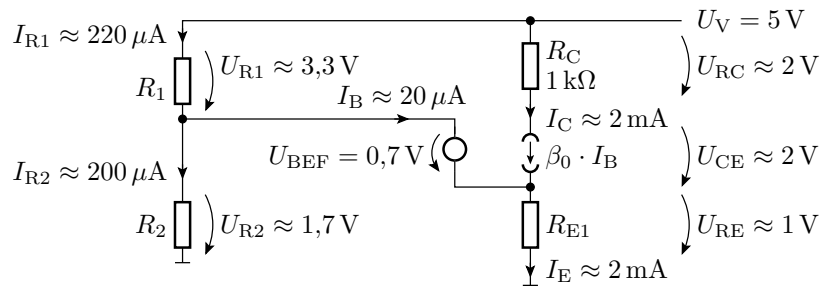 U_V = 5 V
I_R1 ≈ 220 µA
R_1
U_R1 ≈ 3,3 V
R_C
1 kΩ
U_RC ≈ 2 V
I_B ≈ 20 µA
I_C ≈ 2 mA
U_BEF = 0,7 V
β_0 · I_B
U_CE ≈ 2 V
I_R2 ≈ 200 µA
R_2
U_R2 ≈ 1,7 V
R_E1
U_RE ≈ 1 V
I_E ≈ 2 mA